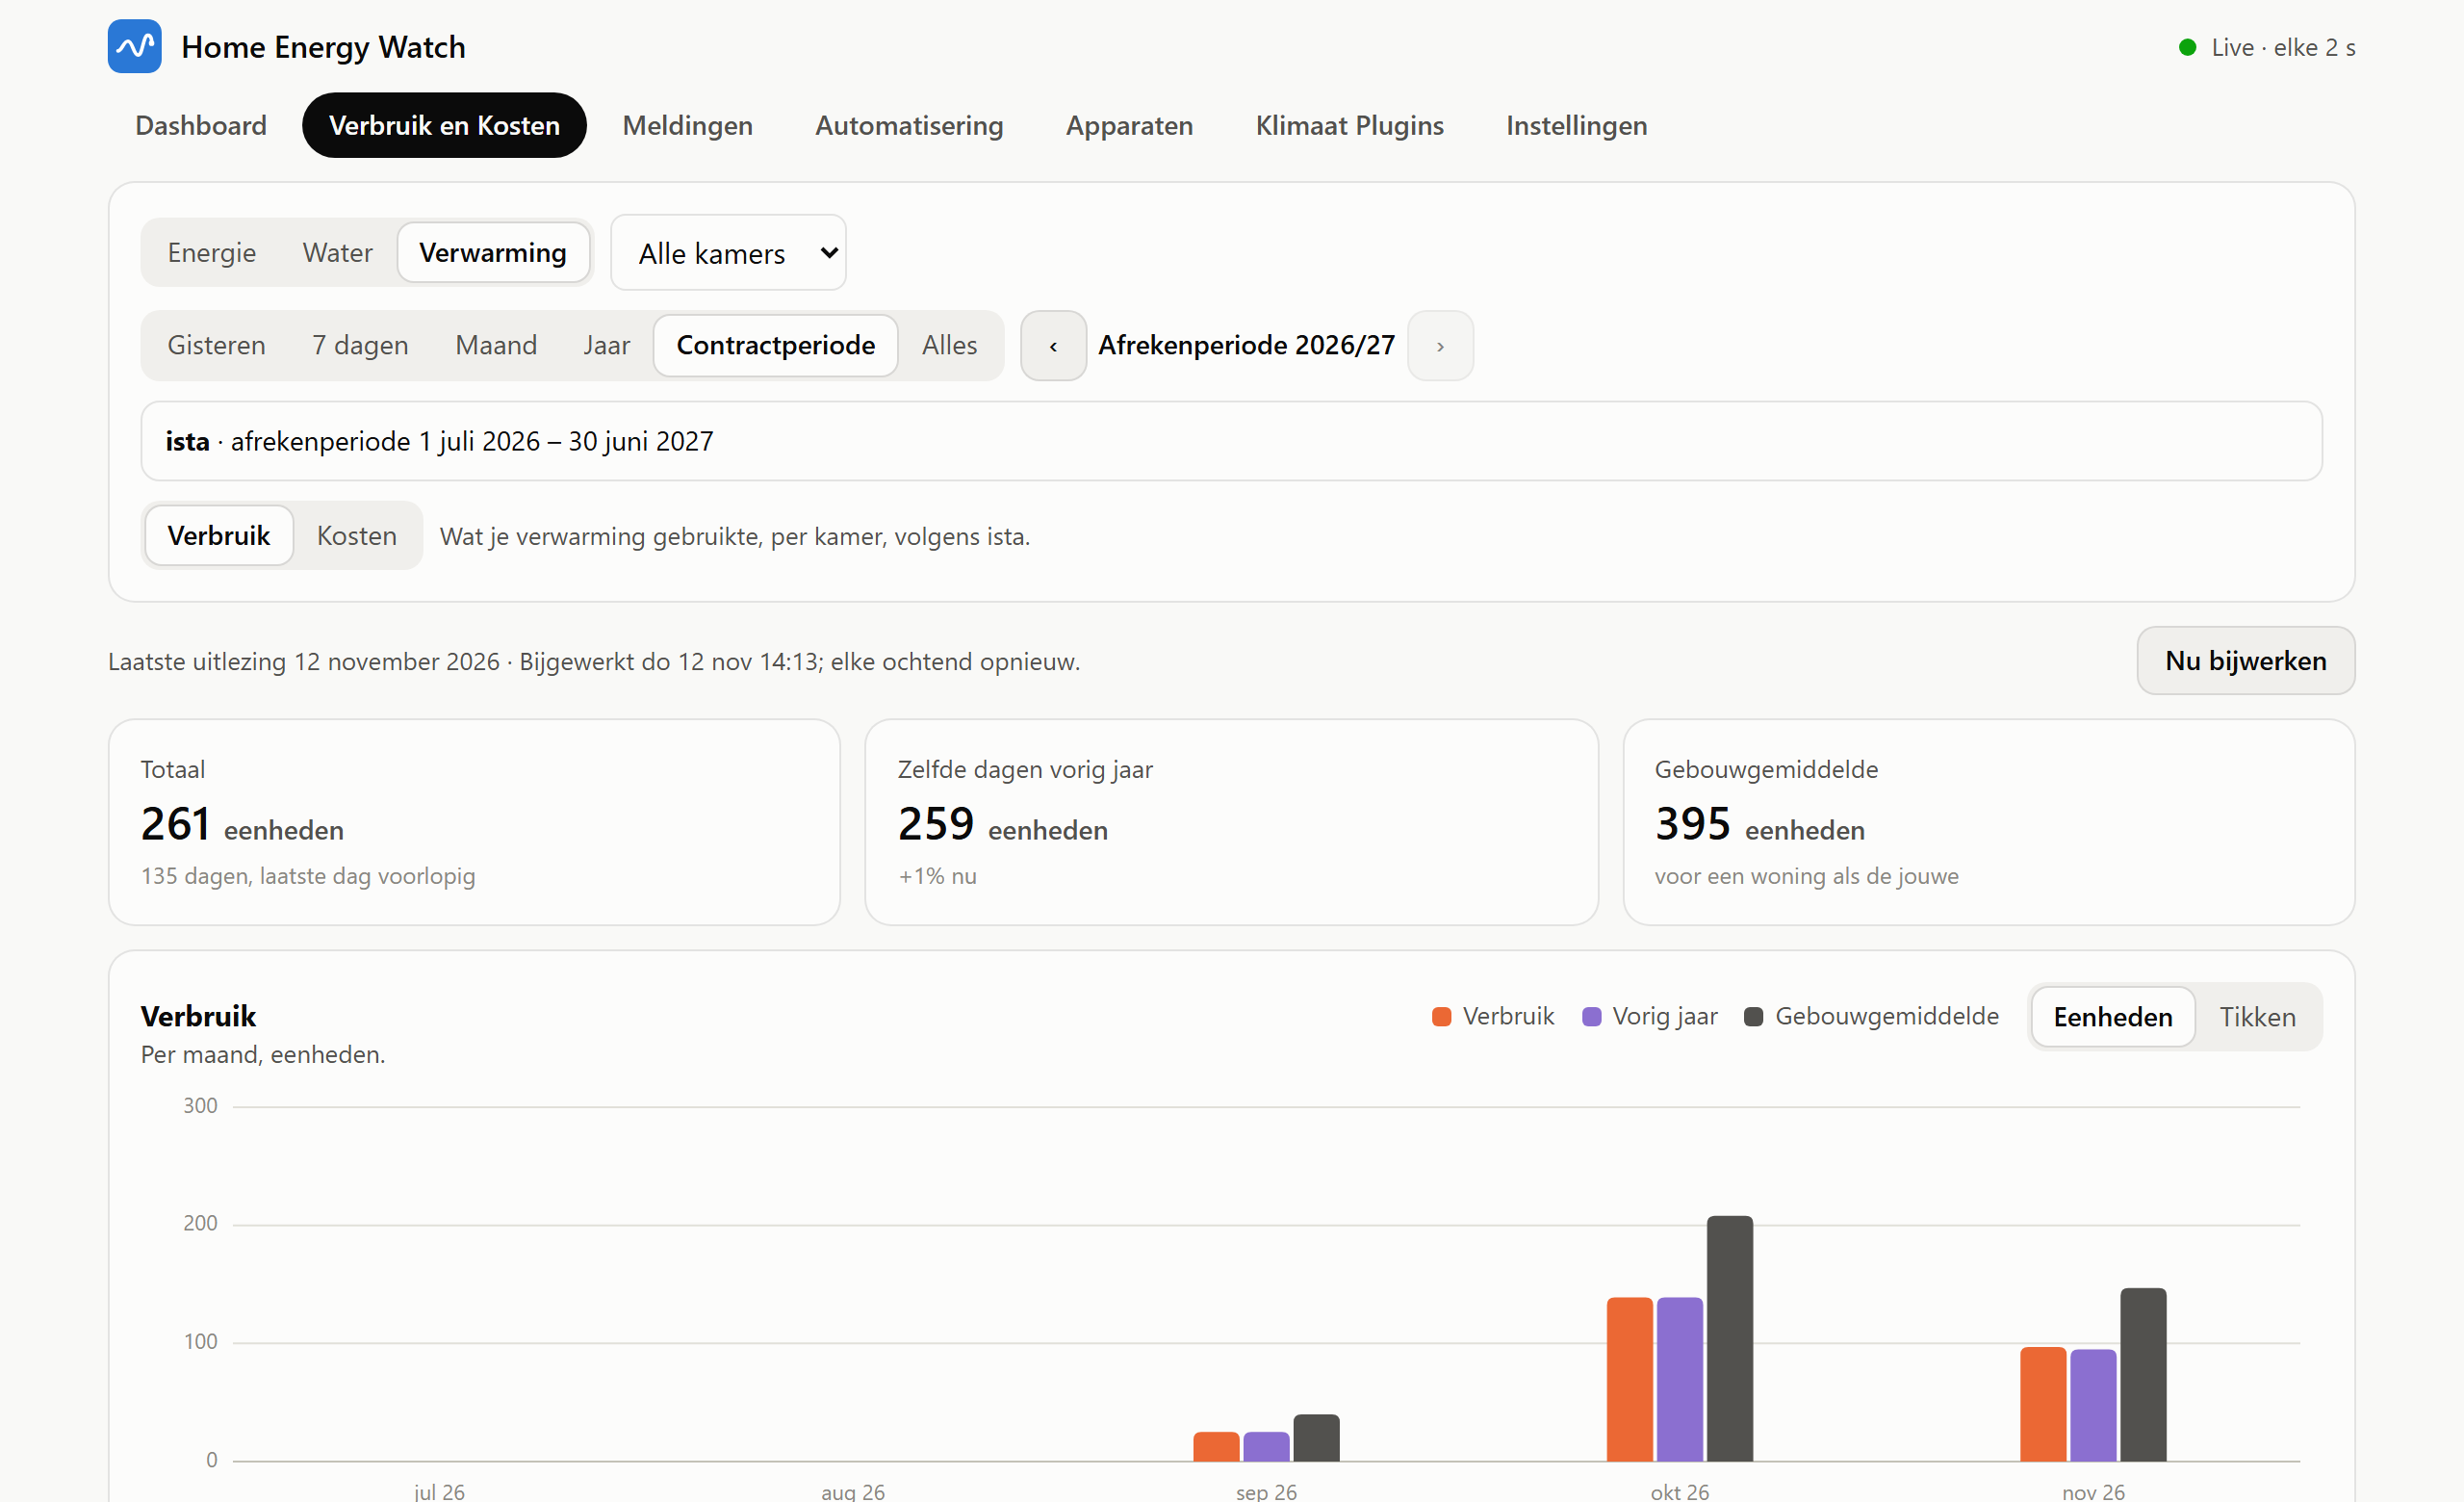 Home Energy Watch
Live · elke 2 s
Dashboard Verbruik en Kosten Meldingen Automatisering Apparaten Klimaat Plugins Instellingen
Energie Water Verwarming Alle kamers
Gisteren 7 dagen Maand Jaar Contractperiode Alles ‹ Afrekenperiode 2026/27 ›
ista · afrekenperiode 1 juli 2026 – 30 juni 2027
Verbruik Kosten Wat je verwarming gebruikte, per kamer, volgens ista.
Laatste uitlezing 12 november 2026 · Bijgewerkt do 12 nov 14:13; elke ochtend opnieuw.
Nu bijwerken
Totaal
261 eenheden
135 dagen, laatste dag voorlopig
Zelfde dagen vorig jaar
259 eenheden
+1% nu
Gebouwgemiddelde
395 eenheden
voor een woning als de jouwe
Verbruik
Per maand, eenheden.
Verbruik Vorig jaar Gebouwgemiddelde Eenheden Tikken
300
200
100
0
jul 26 aug 26 sep 26 okt 26 nov 26